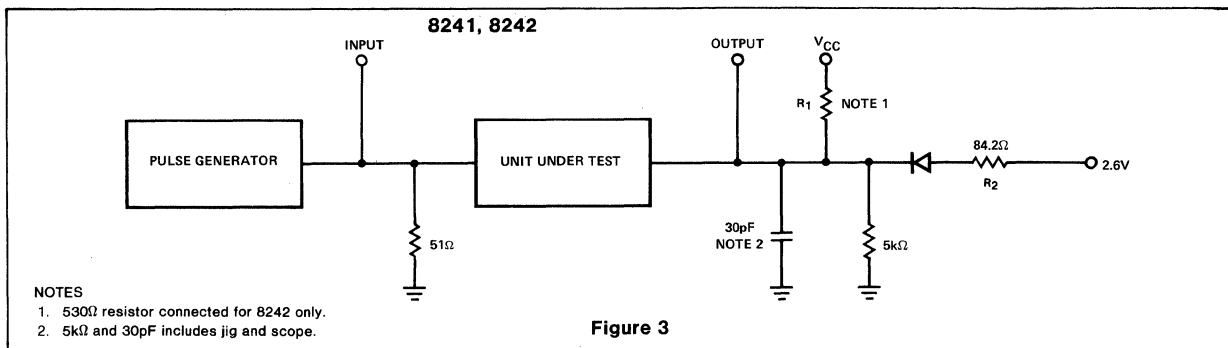 8241, 8242
INPUT
OUTPUT
VCC
R1 NOTE 1
PULSE GENERATOR
UNIT UNDER TEST
84.2Ω
R2
2.6V
51Ω
30pF
NOTE 2
5kΩ
NOTES
1. 530Ω resistor connected for 8242 only.
2. 5kΩ and 30pF includes jig and scope.
Figure 3